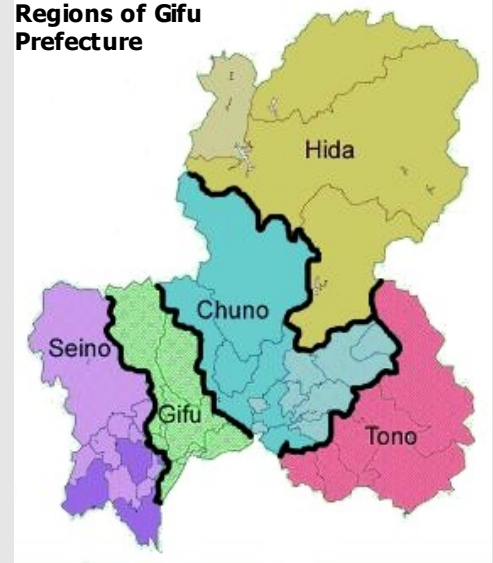 Regions of Gifu
Prefecture
Hida
Chuno
Seino
Gifu
Tono